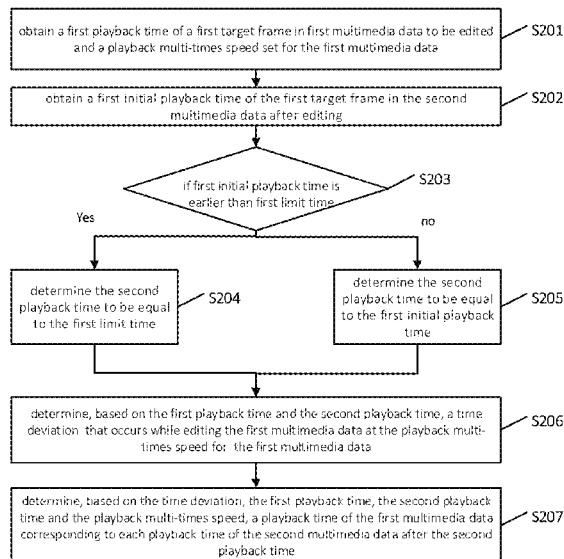 obtain a first playback time of a first target frame in first multimedia data to be edited
and a playback multi-times speed set for the first multimedia data
S201
obtain a first initial playback time of the first target frame in the second
multimedia data after editing
S202
if first initial playback time is
earlier than first limit time
S203
Yes
no
determine the second
playback time to be equal
to the first limit time
S204
determine the second
playback time to be equal
to the first initial playback
time
S205
determine, based on the first playback time and the second playback time, a time
deviation that occurs while editing the first multimedia data at the playback multi-
times speed for the first multimedia data
S206
determine, based on the time deviation, the first playback time, the second playback
time and the playback multi-times speed, a playback time of the first multimedia data
corresponding to each playback time of the second multimedia data after the second
playback time
S207